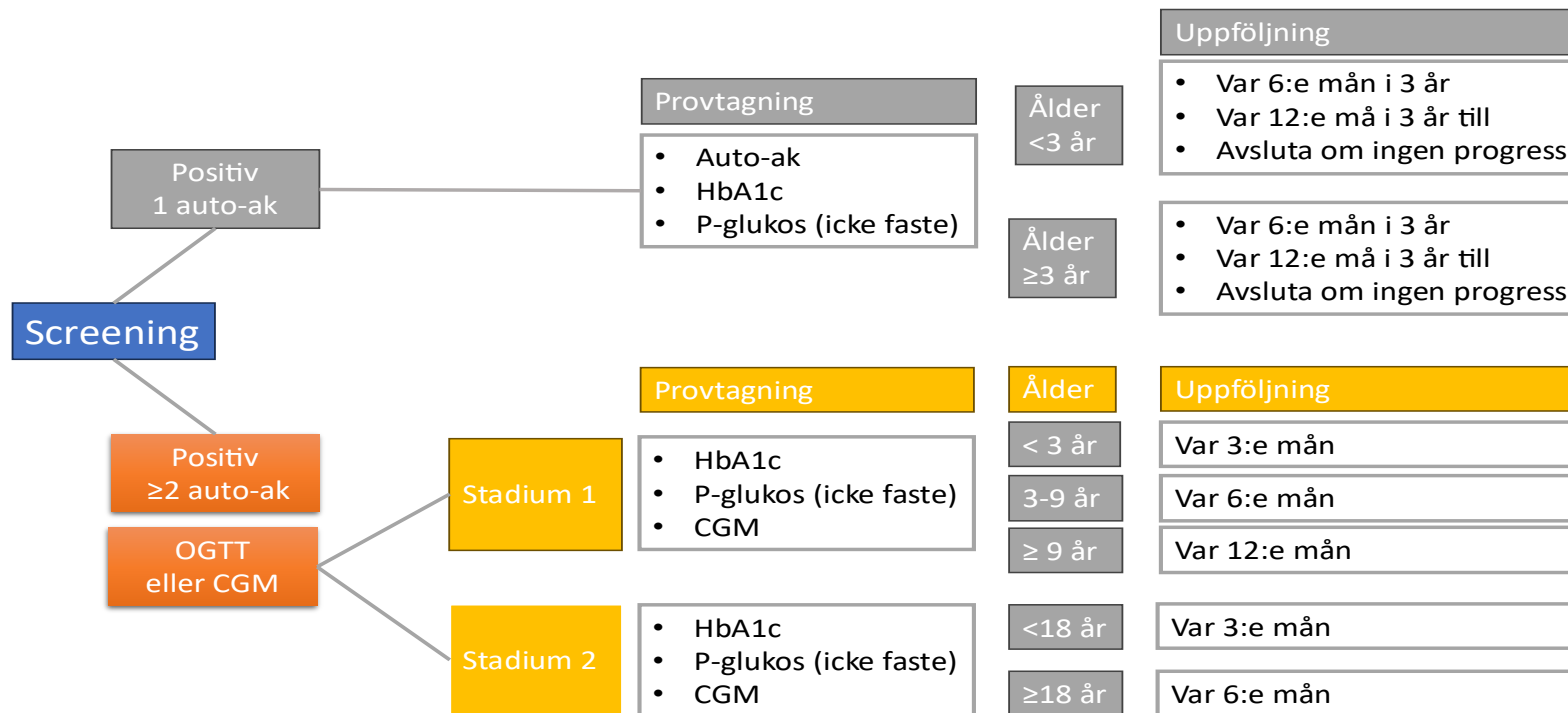 Uppföljning
Provtagning
Ålder
<3 år
• Var 6:e mån i 3 år
• Var 12:e må i 3 år till
• Avsluta om ingen progress
Positiv
1 auto-ak
• Auto-ak
• HbA1c
• P-glukos (icke faste)
Ålder
≥3 år
• Var 6:e mån i 3 år
• Var 12:e må i 3 år till
• Avsluta om ingen progress
Screening
Provtagning
Ålder
Uppföljning
Positiv
≥2 auto-ak
OGTT
eller CGM
Stadium 1
• HbA1c
• P-glukos (icke faste)
• CGM
< 3 år
Var 3:e mån
3-9 år
Var 6:e mån
≥ 9 år
Var 12:e mån
Stadium 2
• HbA1c
• P-glukos (icke faste)
• CGM
<18 år
Var 3:e mån
≥18 år
Var 6:e mån